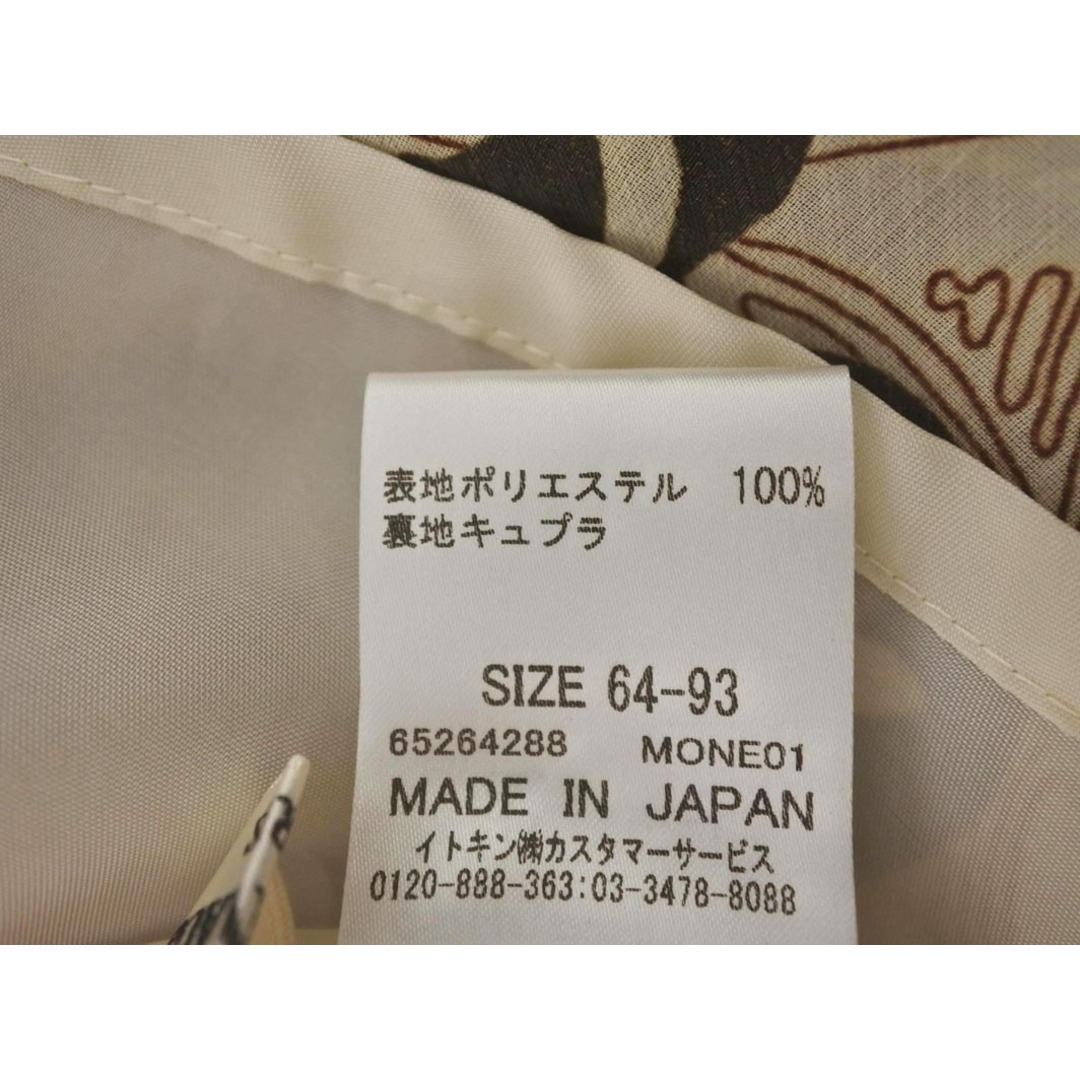 表地ポリエステル 100%
裏地キュプラ
SIZE 64-93
65264288 MONE01
MADE IN JAPAN
イトキン㈱カスタマーサービス
0120-888-363:03-3478-8088